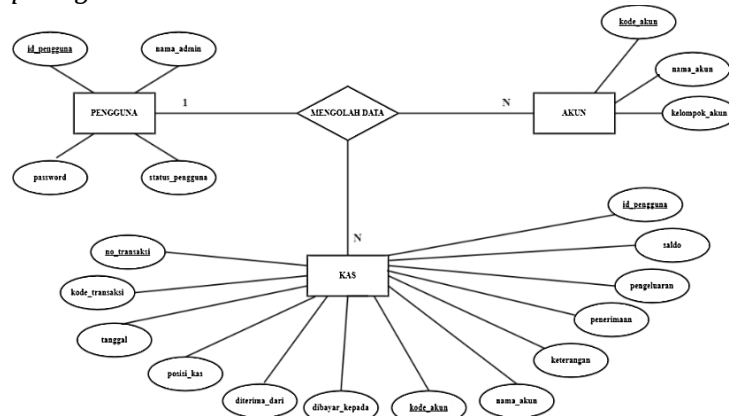 kode_akun
id_pengguna
nama_admin
nama_akun
PENGGUNA
1
MENGOLAH DATA
N
AKUN
kelompok_akun
password
status_pengguna
id_pengguna
N
no_transaksi
saldo
KAS
kode_transaksi
pengeluaran
penerimaan
tanggal
keterangan
posisi_kas
diterima_dari
dibayar_kepada
kode_akun
nama_akun